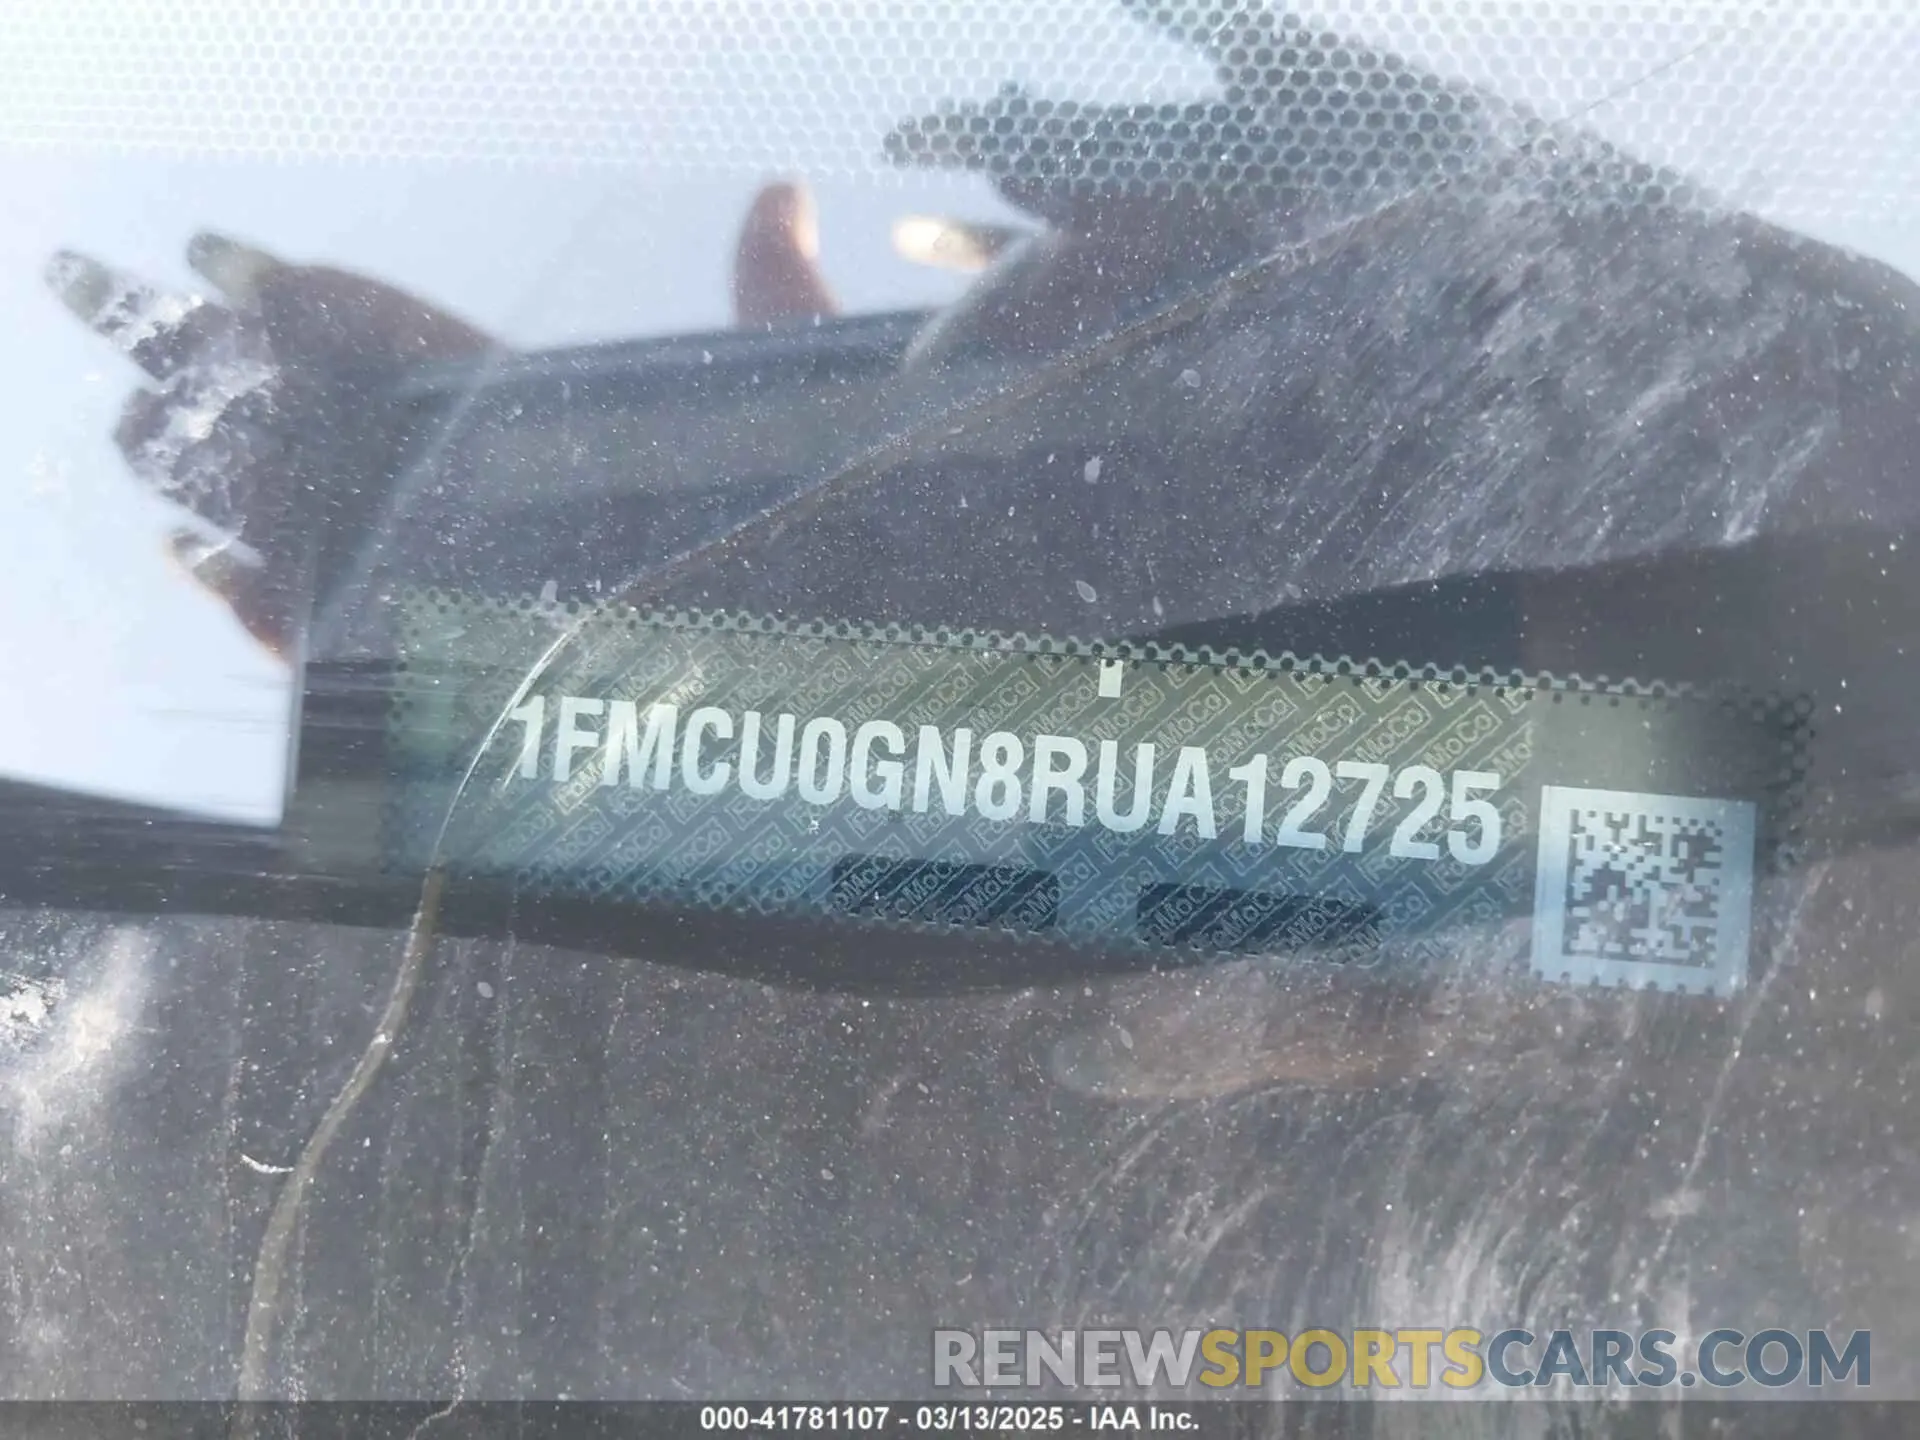 1FMCU0GN8RUA12725
RENEWSPORTSCARS.COM
000-41781107 - 03/13/2025 - IAA Inc.